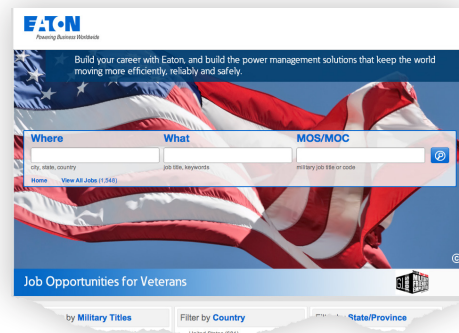 EATON
Powering Business Worldwide
Build your career with Eaton, and build the power management solutions that keep the world
moving more efficiently, reliably and safely.
Where What MOS/MOC
city, state, country job title, keywords military job title or code
Home View All Jobs (1,548)
Job Opportunities for Veterans
by Military Titles Filter by Country State/Province